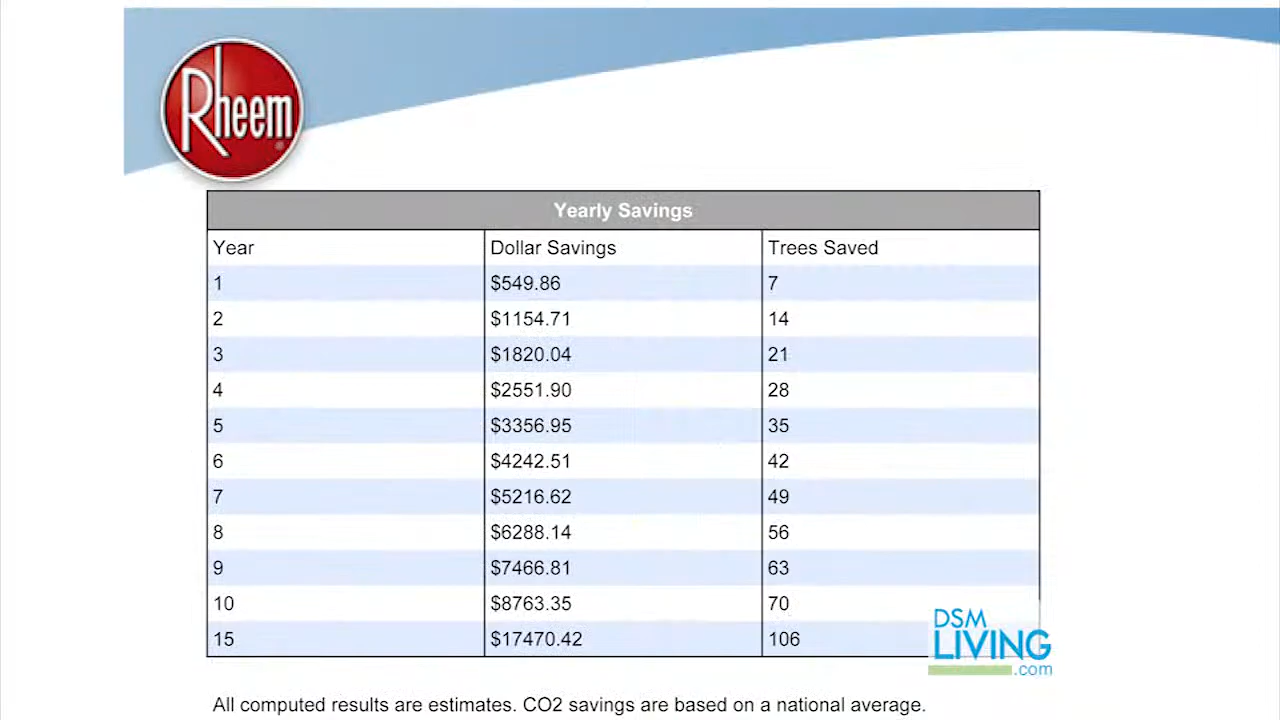 Rheem®
Yearly Savings
Year Dollar Savings Trees Saved
1 $549.86 7
2 $1154.71 14
3 $1820.04 21
4 $2551.90 28
5 $3356.95 35
6 $4242.51 42
7 $5216.62 49
8 $6288.14 56
9 $7466.81 63
10 $8763.35 70
15 $17470.42 106
DSM
LIVING
.com
All computed results are estimates. CO2 savings are based on a national average.